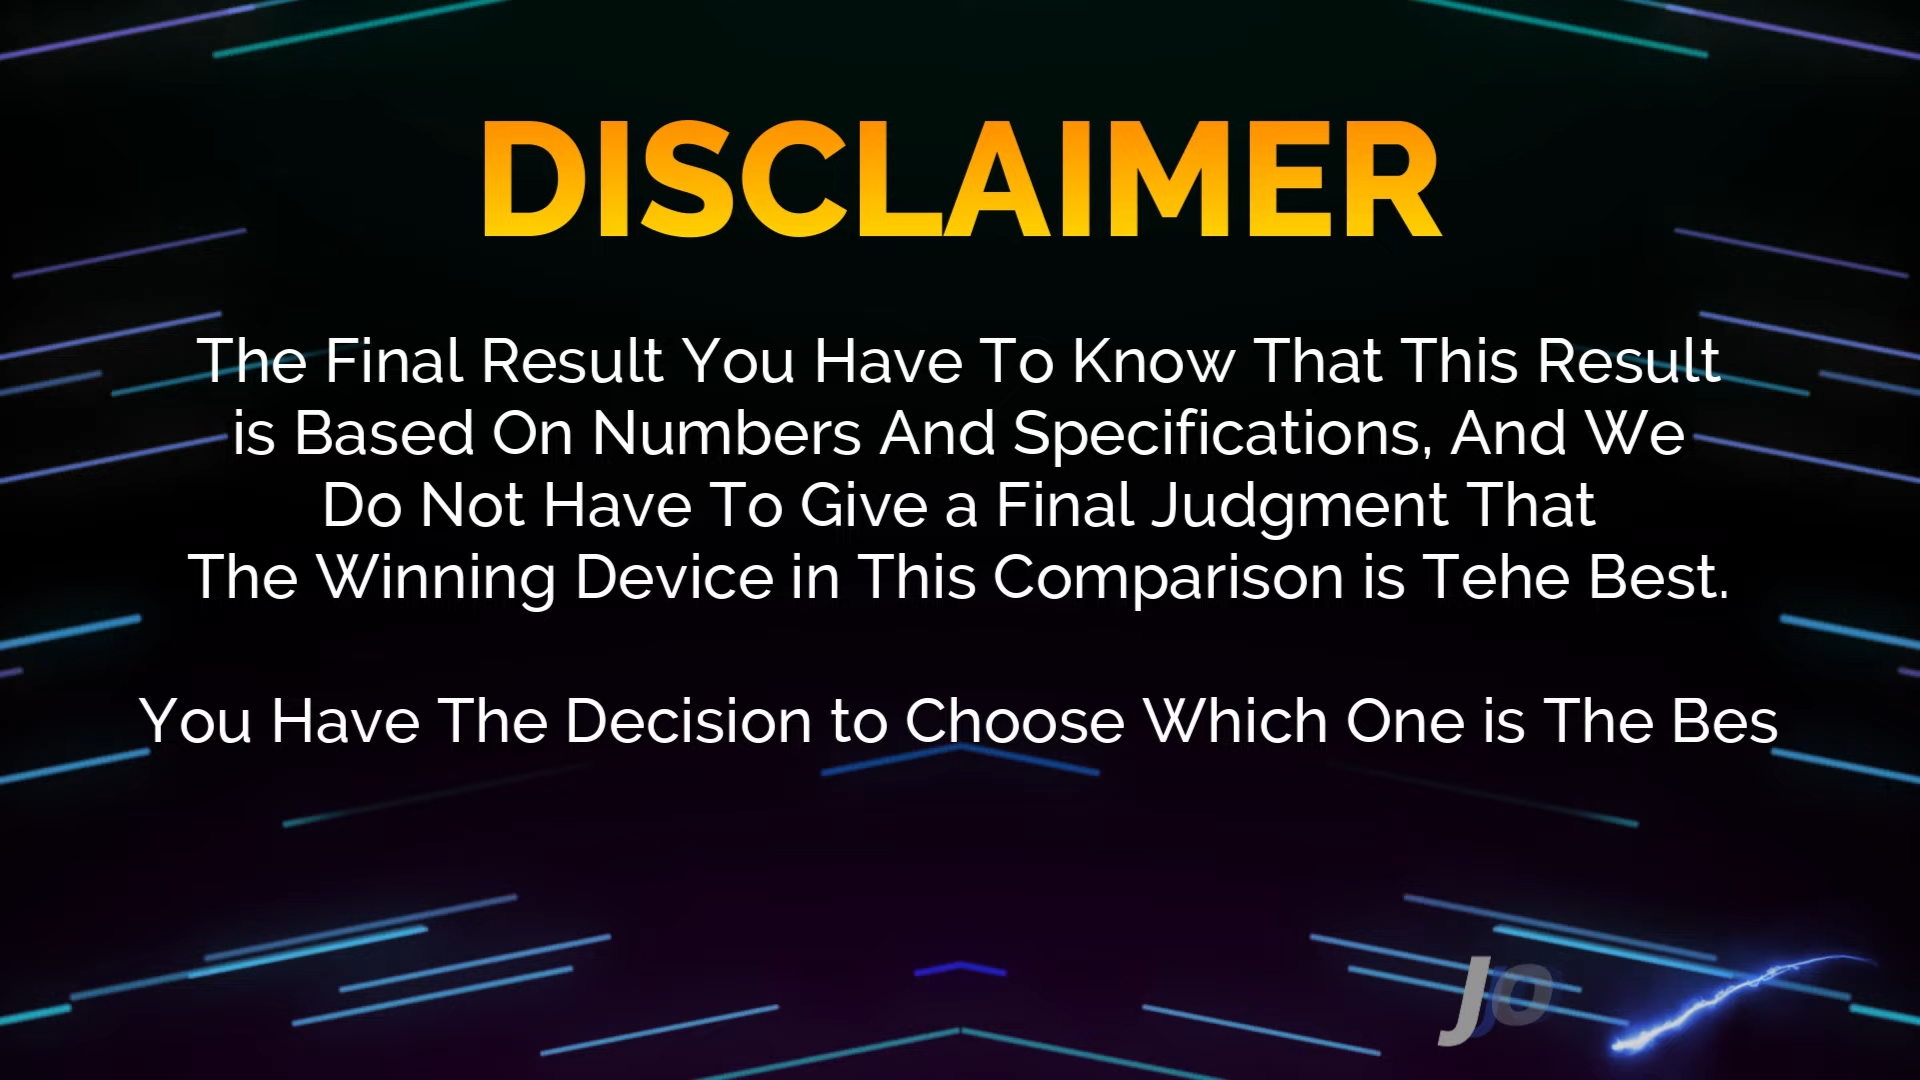 DISCLAIMER
The Final Result You Have To Know That This Result
is Based On Numbers And Specifications, And We
Do Not Have To Give a Final Judgment That
The Winning Device in This Comparison is Tehe Best.
You Have The Decision to Choose Which One is The Bes
Jo